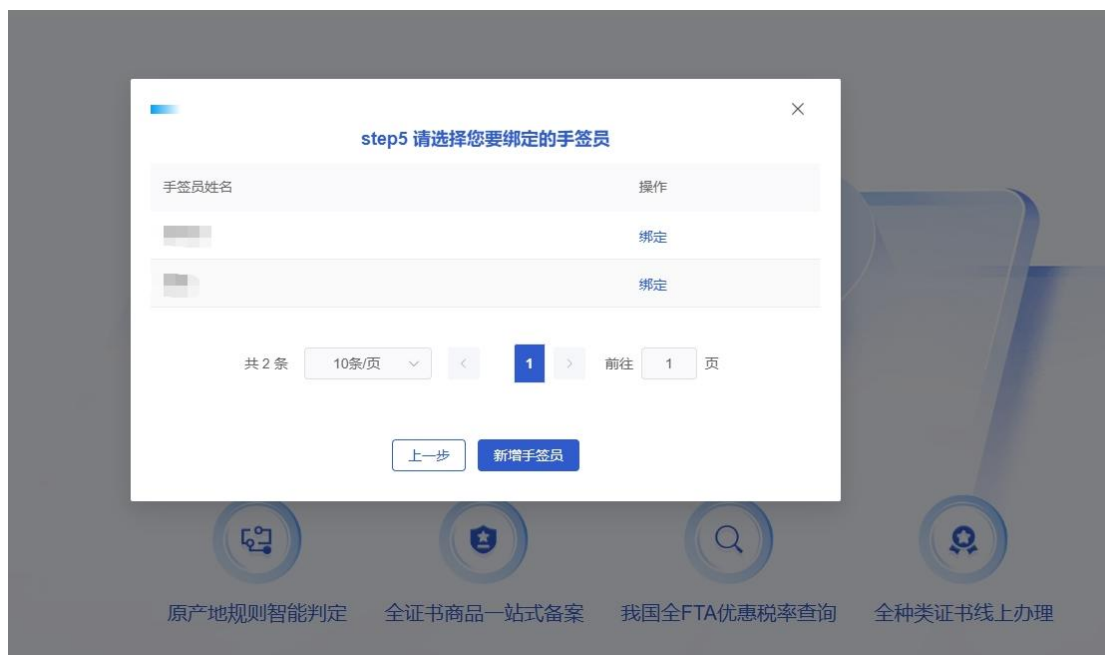 step5 请选择您要绑定的手签员
手签员姓名 操作
绑定
绑定
共 2 条 10条/页 1 前往 1 页
上一步 新增手签员
原产地规则智能判定 全证书商品一站式备案 我国全FTA优惠税率查询 全种类证书线上办理